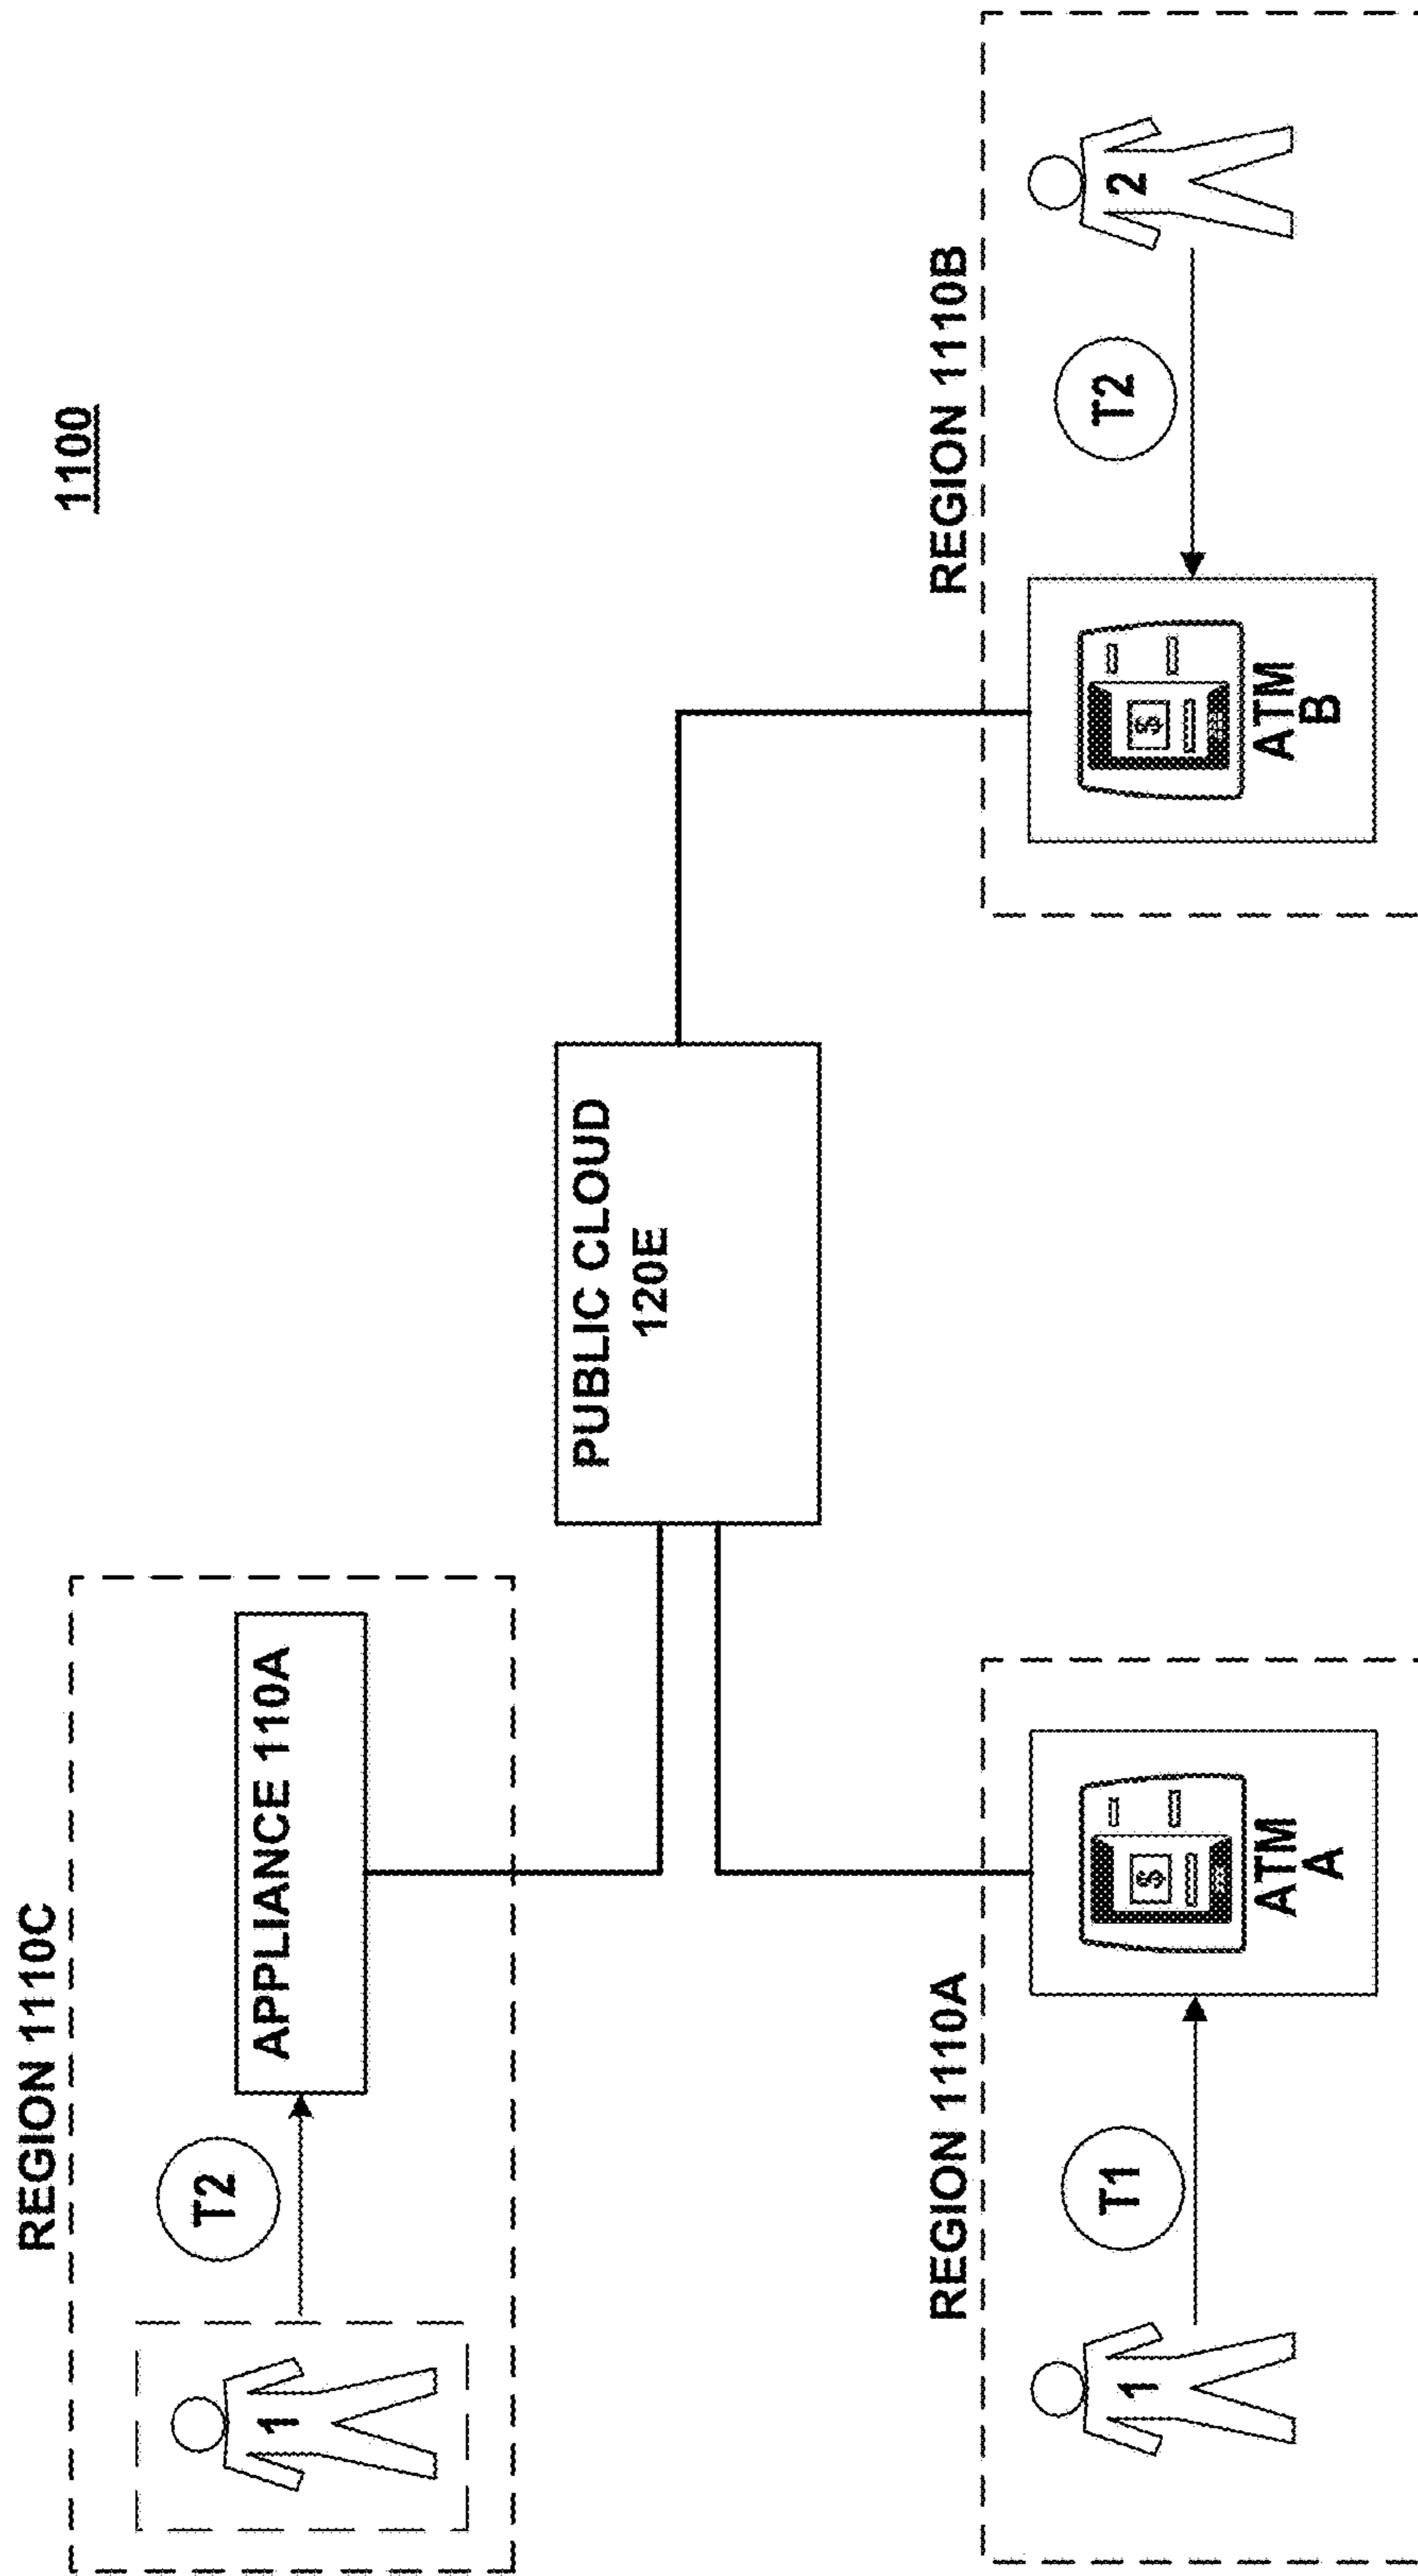 REGION 1110C
1100
T2
1
APPLIANCE 110A
PUBLIC CLOUD
120E
REGION 1110A
1
T1
$
ATM
A
REGION 1110B
$
ATM
B
T2
2